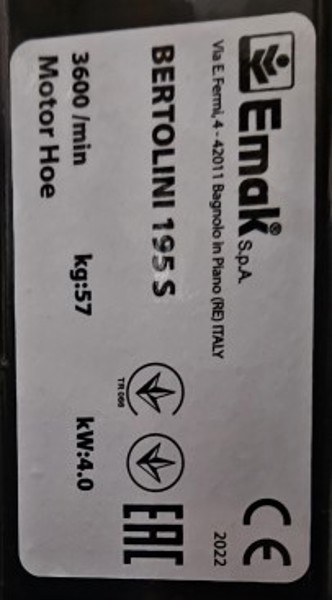 Emak® S.p.A. CE
Via E. Fermi, 4 - 42011 Bagnolo in Piano (RE) ITALY 2022
BERTOLINI 195 S EAC
TR 066
3600 /min kg:57 kW:4.0
Motor Hoe